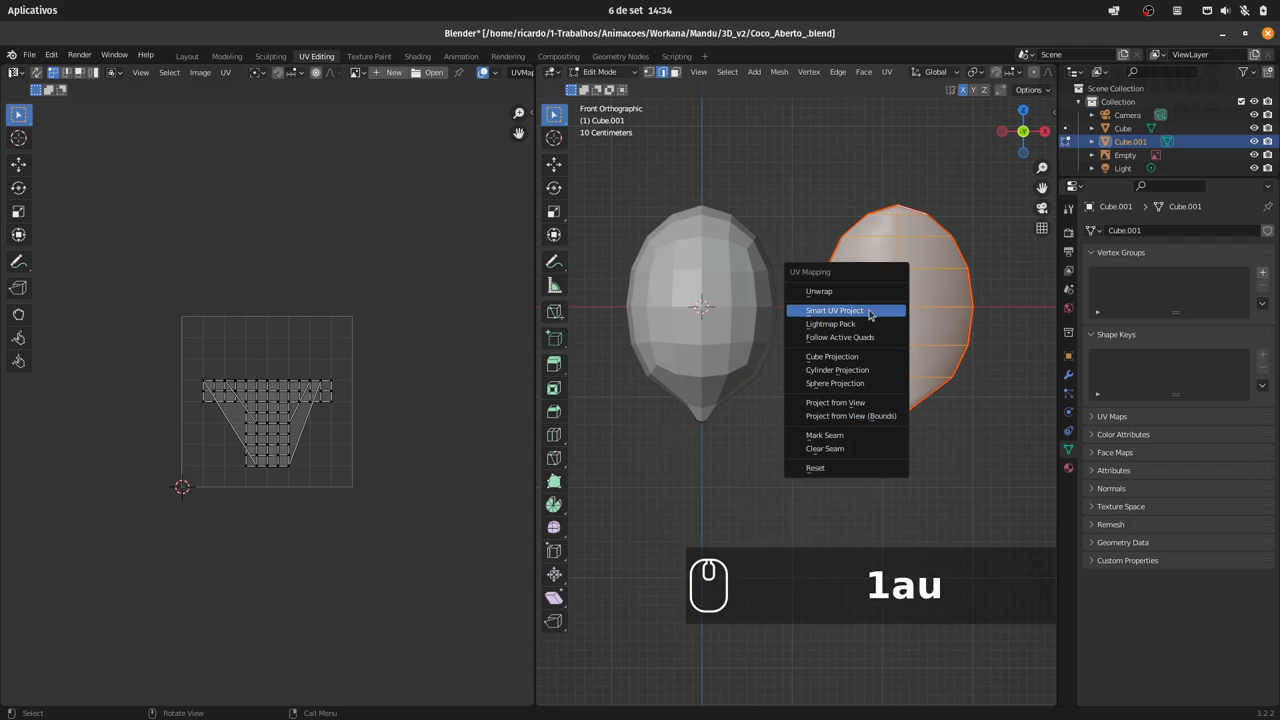 Aplicativos
6 de set 14:34
Blender* [/home/ricardo/1-Trabalhos/Animacoes/Workana/Mandu/3D_v2/Coco_Aberto_.blend]
File Edit Render Window Help
Layout Modeling Sculpting UV Editing Texture Paint Shading Animation Rendering Compositing Geometry Nodes Scripting
Scene
ViewLayer
View Select Image UV
New
Open
UVMap
Edit Mode
View Select Add Mesh Vertex Edge Face UV
Global
X Y Z
Options
Front Orthographic
(1) Cube.001
10 Centimeters
Z
Y
X
Scene Collection
Collection
Camera
Cube
Cube.001
Empty
Light
Cube.001
Cube.001
Cube.001
Vertex Groups
Shape Keys
UV Maps
Color Attributes
Face Maps
Attributes
Normals
Texture Space
Remesh
Geometry Data
Custom Properties
UV Mapping
Unwrap
Smart UV Project
Lightmap Pack
Follow Active Quads
Cube Projection
Cylinder Projection
Sphere Projection
Project from View
Project from View (Bounds)
Mark Seam
Clear Seam
Reset
1au
Select
Rotate View
Call Menu
3.2.2